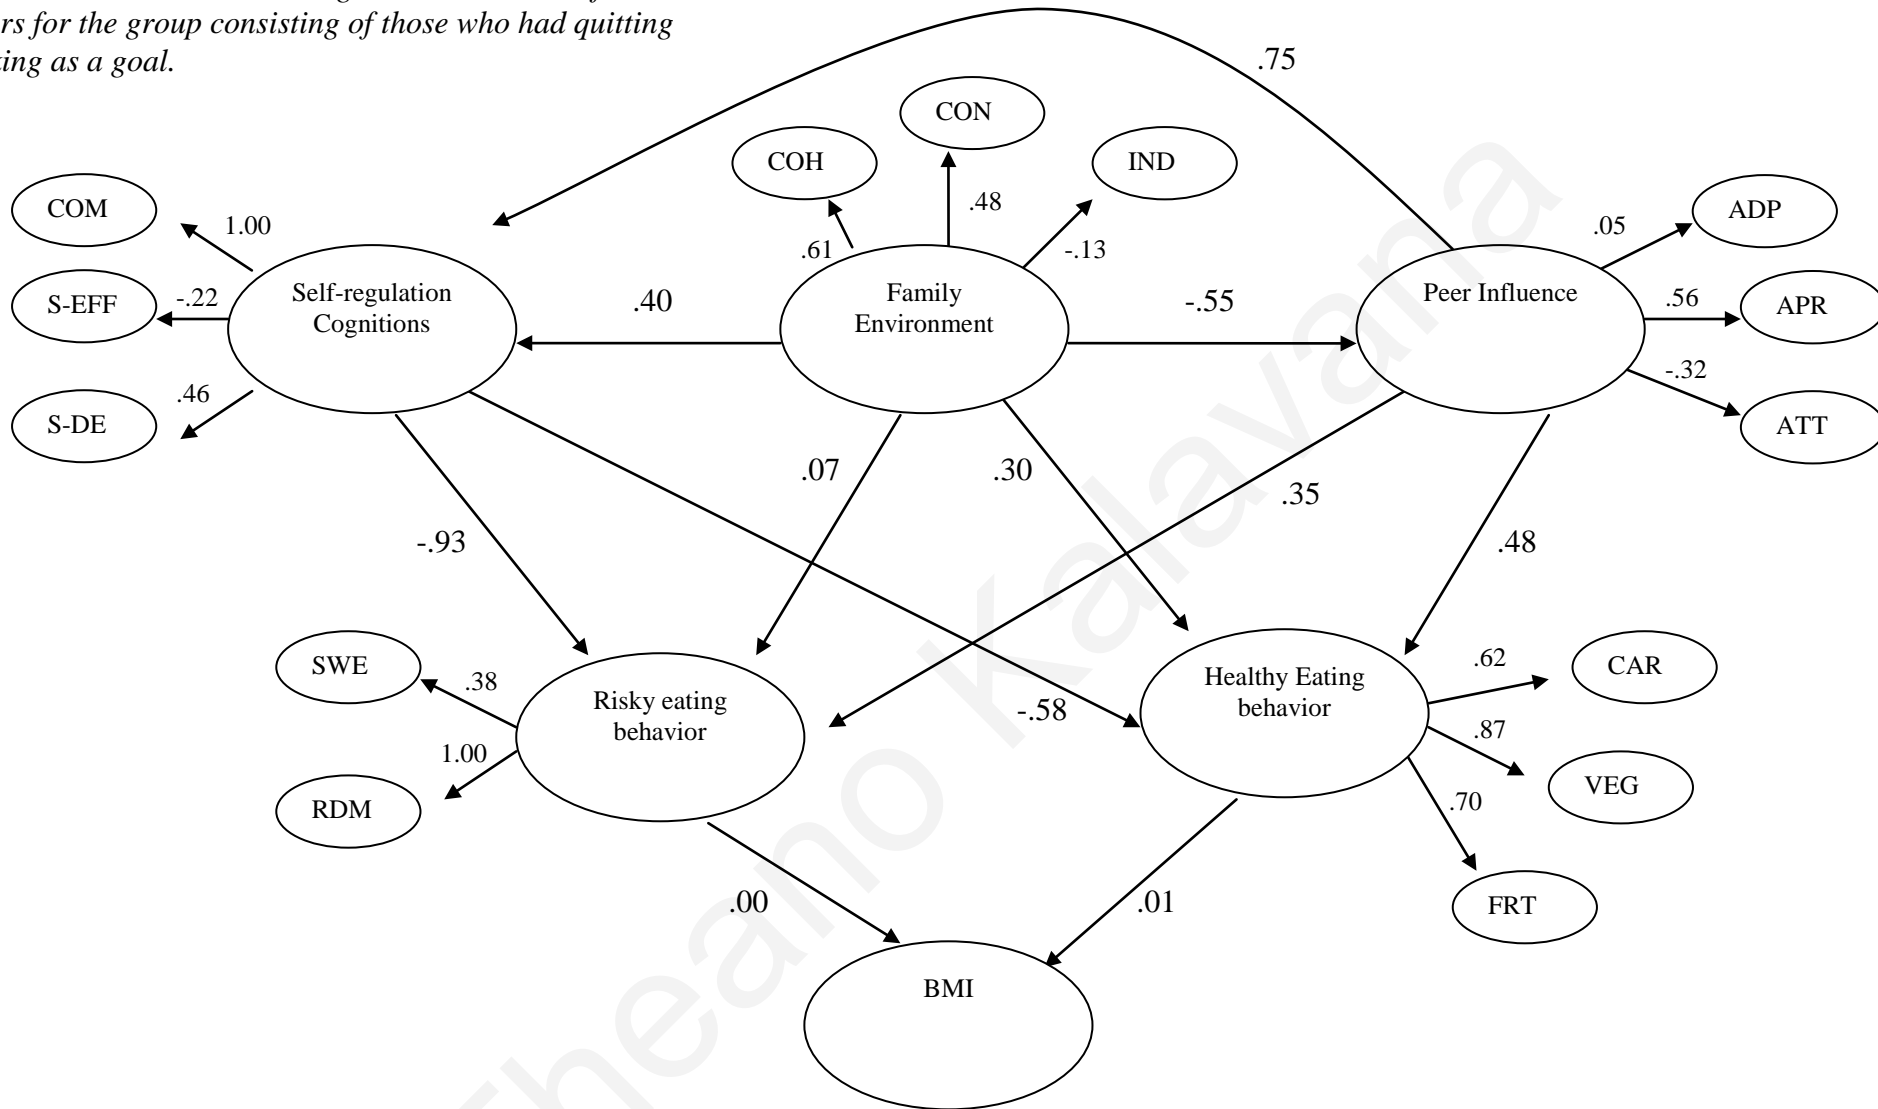 rs for the group consisting of those who had quitting
king as a goal.
.75
CON
COH
IND
COM
1.00
.48
.05
ADP
.61
-.13
S-EFF
-.22
Self-regulation
Cognitions
.40
Family
Environment
-.55
Peer Influence
.56
APR
-.32
S-DE
.46
ATT
.07
.30
.35
-.93
.48
SWE
.38
.62
CAR
Risky eating
behavior
-.58
Healthy Eating
behavior
1.00
.87
RDM
.70
VEG
.00
.01
FRT
BMI
Theano Kalavana